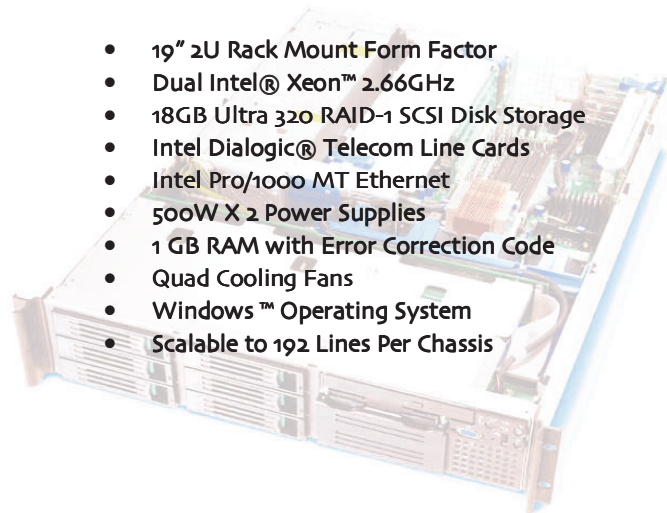 • 19” 2U Rack Mount Form Factor
• Dual Intel® Xeon™ 2.66GHz
• 18GB Ultra 320 RAID-1 SCSI Disk Storage
• Intel Dialogic® Telecom Line Cards
• Intel Pro/1000 MT Ethernet
• 500W X 2 Power Supplies
• 1 GB RAM with Error Correction Code
• Quad Cooling Fans
• Windows ™ Operating System
• Scalable to 192 Lines Per Chassis